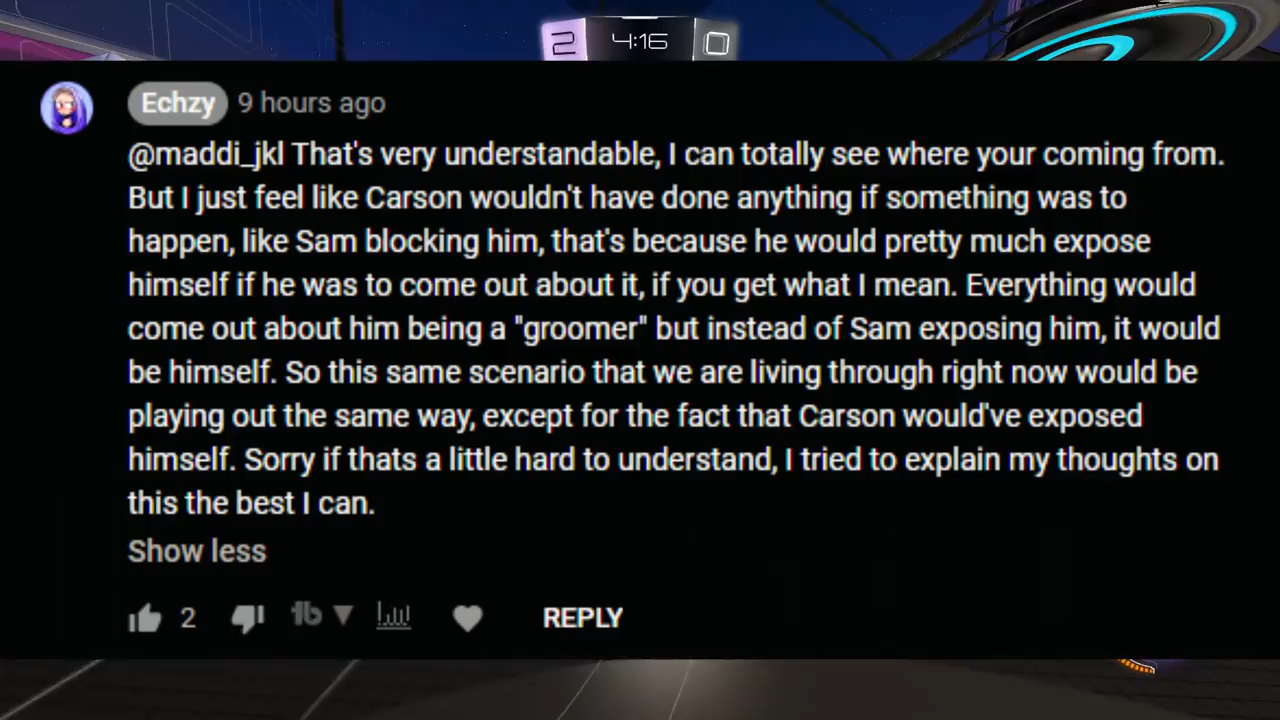 2 4:16 0
Echzy 9 hours ago
@maddi_jkl That's very understandable, I can totally see where your coming from.
But I just feel like Carson wouldn't have done anything if something was to
happen, like Sam blocking him, that's because he would pretty much expose
himself if he was to come out about it, if you get what I mean. Everything would
come out about him being a "groomer" but instead of Sam exposing him, it would
be himself. So this same scenario that we are living through right now would be
playing out the same way, except for the fact that Carson would've exposed
himself. Sorry if thats a little hard to understand, I tried to explain my thoughts on
this the best I can.
Show less
2 tb REPLY